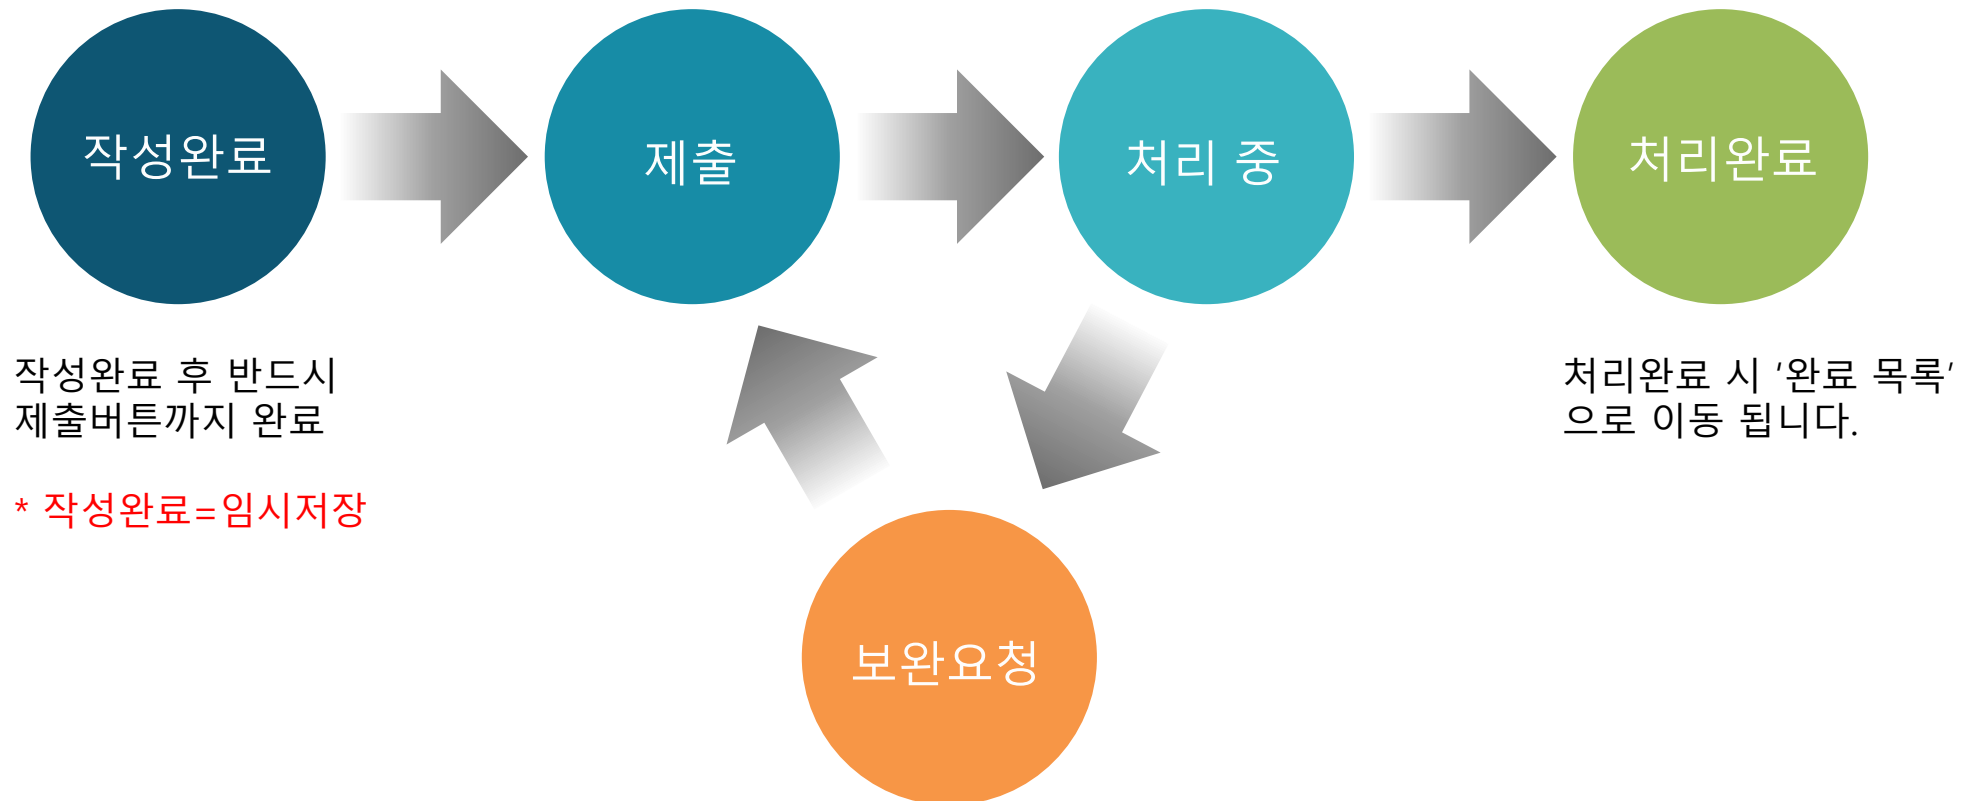 작성완료
제출
처리 중
처리완료
작성완료 후 반드시
제출버튼까지 완료
* 작성완료=임시저장
처리완료 시 ‘완료 목록’
으로 이동 됩니다.
보완요청